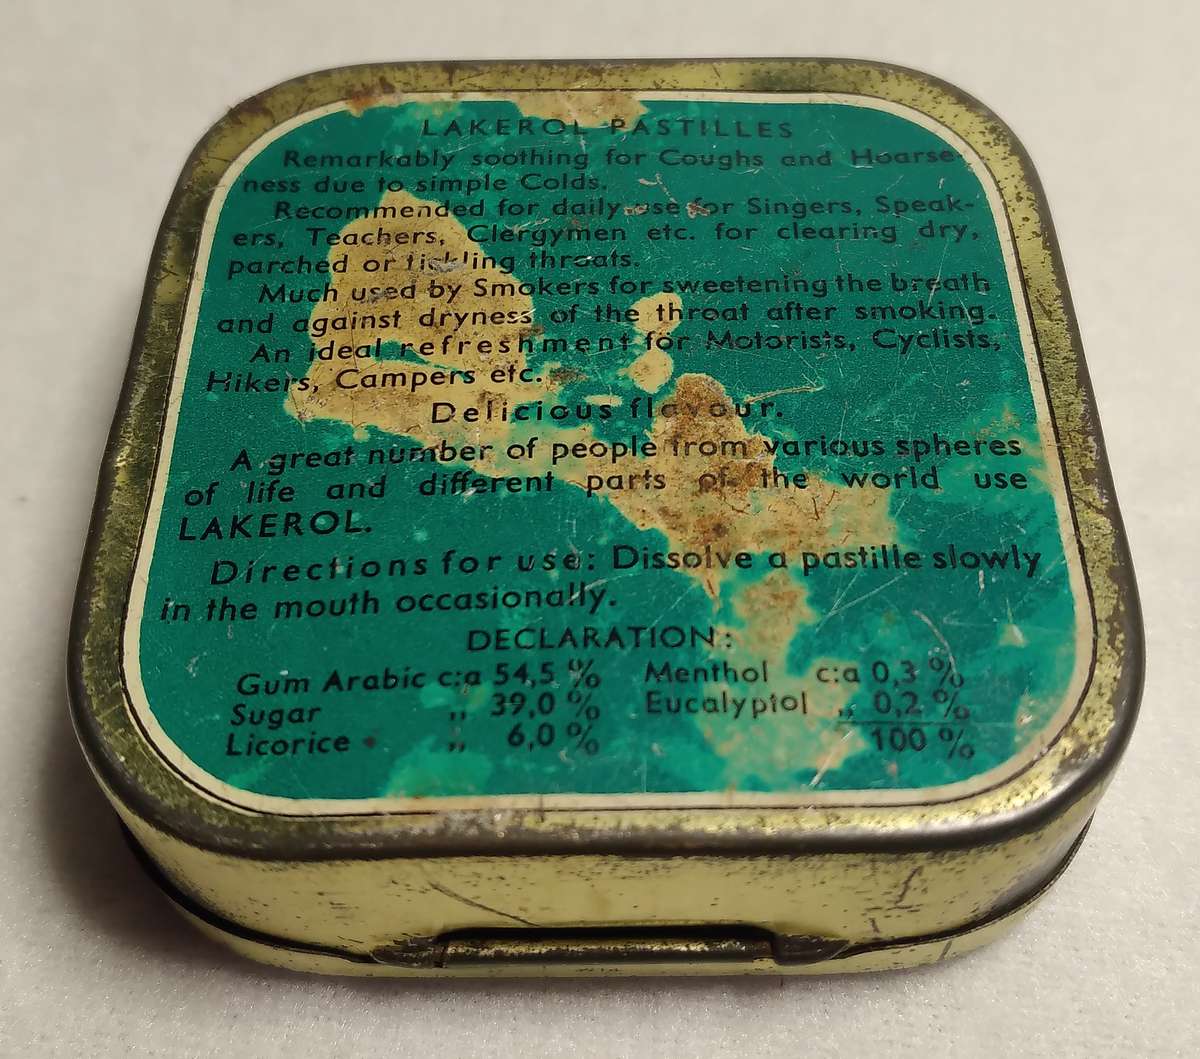 LAKEROL PASTILLES
Remarkably soothing for Coughs and Hoarse-
ness due to simple Colds.
Recommended for daily use for Singers, Speak-
ers, Teachers, Clergymen etc. for clearing dry,
parched or tickling throats.
Much used by Smokers for sweetening the breath
and against dryness of the throat after smoking.
An ideal refreshment for Motorists, Cyclists,
Hikers, Campers etc.
Delicious flavour.
A great number of people from various spheres
of life and different parts of the world use
LAKEROL.
Directions for use: Dissolve a pastille slowly
in the mouth occasionally.
DECLARATION:
Gum Arabic c:a 54,5 % Menthol c:a 0,3 %
Sugar „ 39,0 % Eucalyptol „ 0,2 %
Licorice „ 6,0 % 100 %